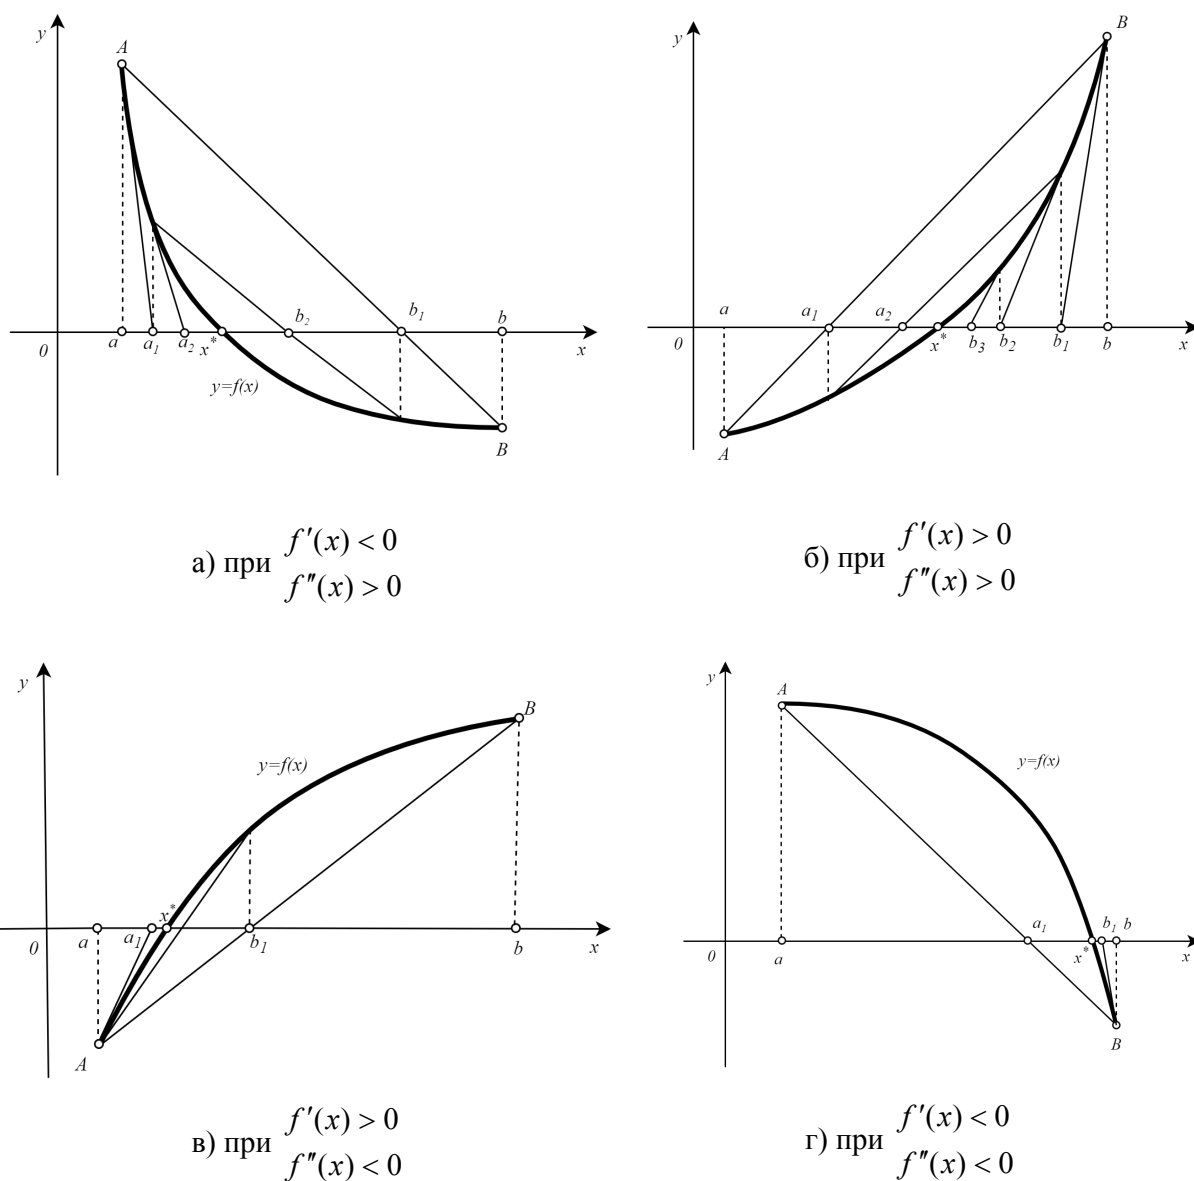 y
A
a
a1
a2
x*
b2
b1
b
0
x
y=f(x)
B
y
B
a
a1
a2
0
x*
b3
b2
b1
b
x
A
а) при f′(x) < 0
f″(x) > 0
б) при f′(x) > 0
f″(x) > 0
y
B
y=f(x)
x*
0
a
a1
b1
b
x
A
y
A
y=f(x)
a1
b1
b
0
a
x*
x
B
в) при f′(x) > 0
f″(x) < 0
г) при f′(x) < 0
f″(x) < 0